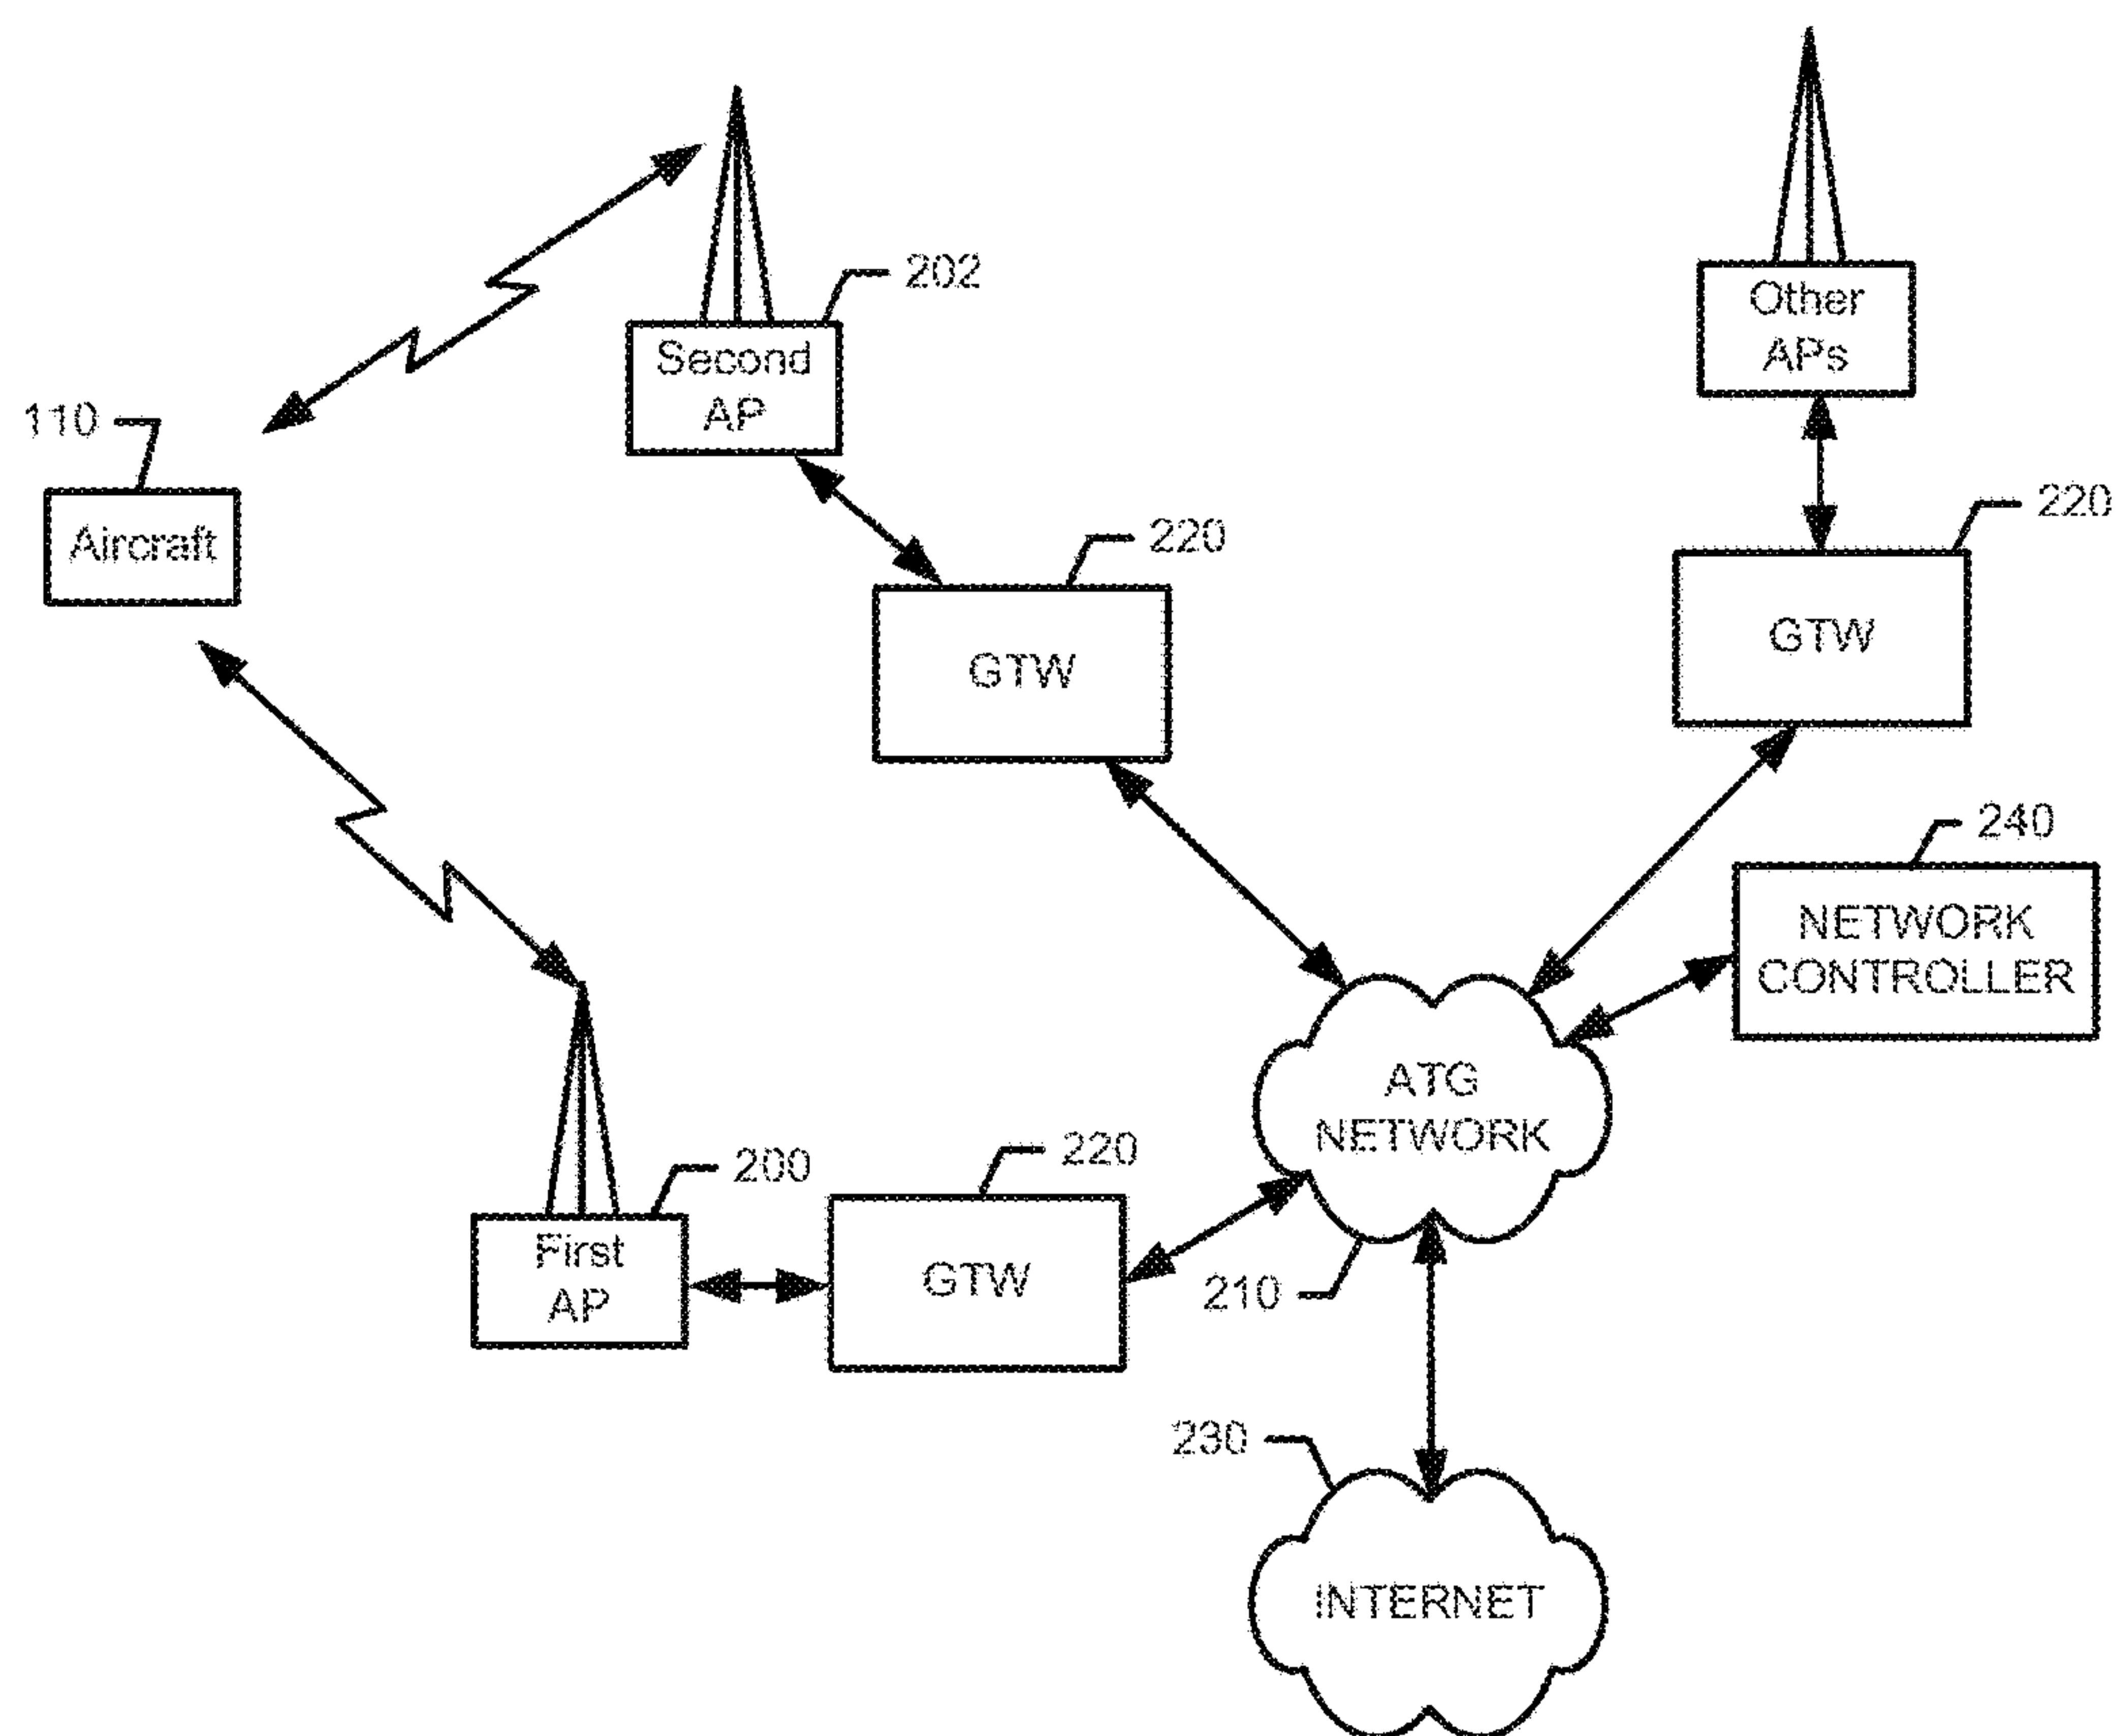 Other
APs
202
Second
AP
110
Aircraft
220
GTW
220
GTW
240
NETWORK
CONTROLLER
ATG
NETWORK
210
200
First
AP
220
GTW
230
INTERNET